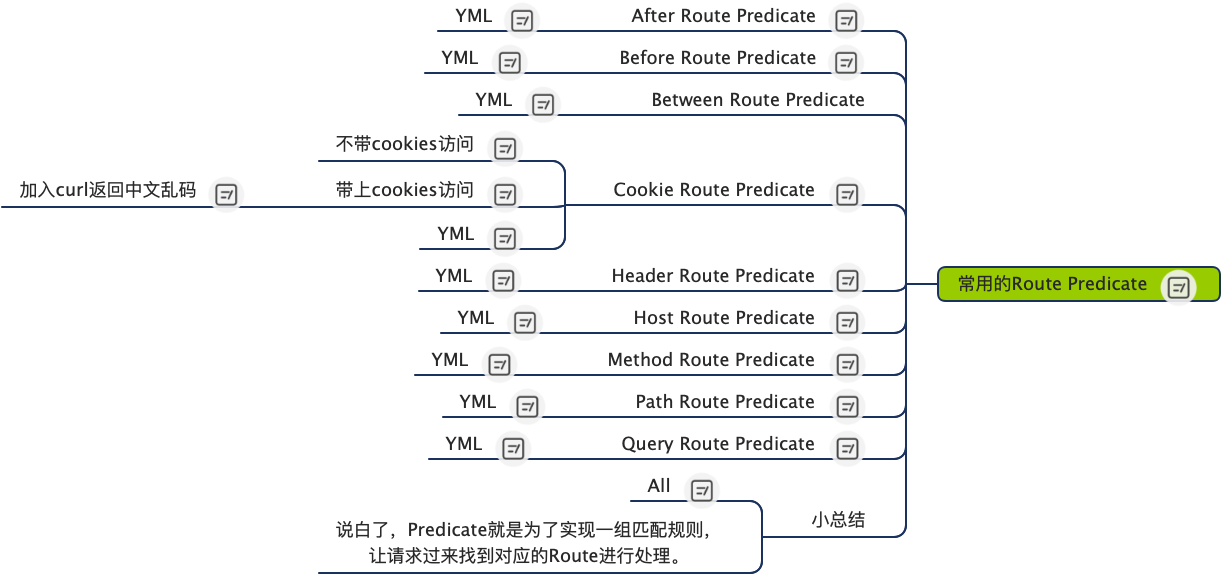 常用的Route Predicate
After Route Predicate
YML
Before Route Predicate
YML
Between Route Predicate
YML
Cookie Route Predicate
不带cookies访问
带上cookies访问
加入curl返回中文乱码
YML
Header Route Predicate
YML
Host Route Predicate
YML
Method Route Predicate
YML
Path Route Predicate
YML
Query Route Predicate
YML
小总结
All
说白了，Predicate就是为了实现一组匹配规则，
让请求过来找到对应的Route进行处理。